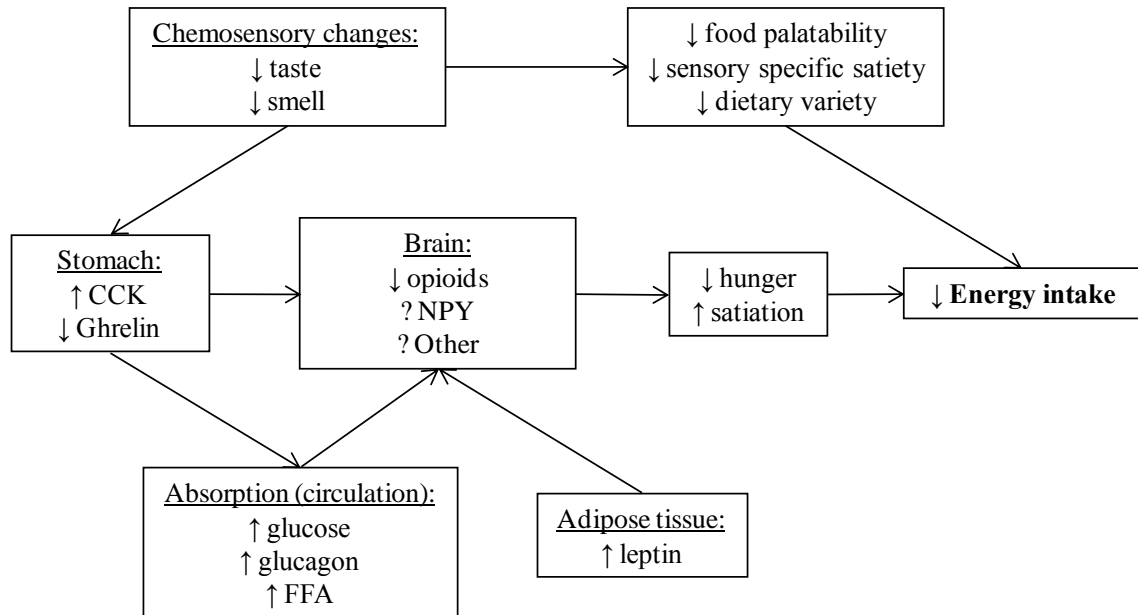 Chemosensory changes:
↓ taste
↓ smell
↓ food palatability
↓ sensory specific satiety
↓ dietary variety
Stomach:
↑ CCK
↓ Ghrelin
Brain:
↓ opioids
? NPY
? Other
↓ hunger
↑ satiation
↓ Energy intake
Absorption (circulation):
↑ glucose
↑ glucagon
↑ FFA
Adipose tissue:
↑ leptin